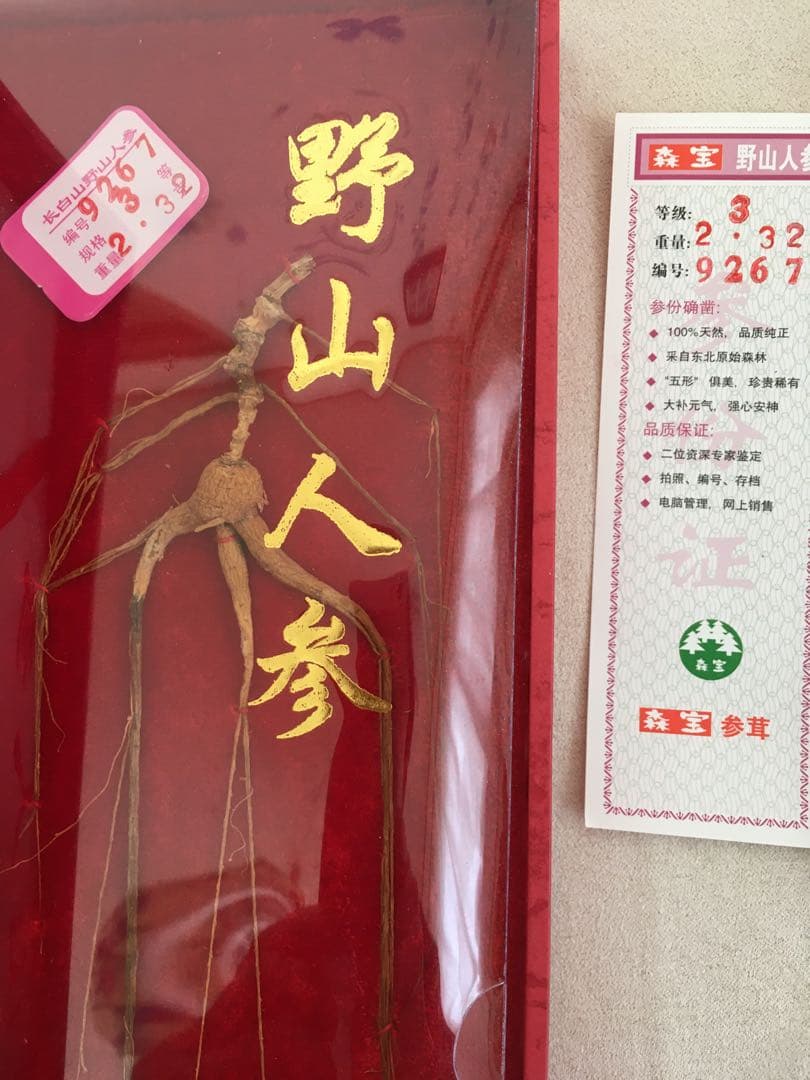 野山人参
长白山野山人参
编号 9267
规格 3 等
重量 2.32
森宝 野山人参
等级: 3
重量: 2.32
编号: 9267
参份确凿:
◆ 100%天然，品质纯正
◆ 采自东北原始森林
◆ “五形” 俱美，珍贵稀有
◆ 大补元气，强心安神
品质保证:
◆ 二位资深专家鉴定
◆ 拍照、编号、存档
◆ 电脑管理，网上销售
参份证
森宝
森宝 参茸